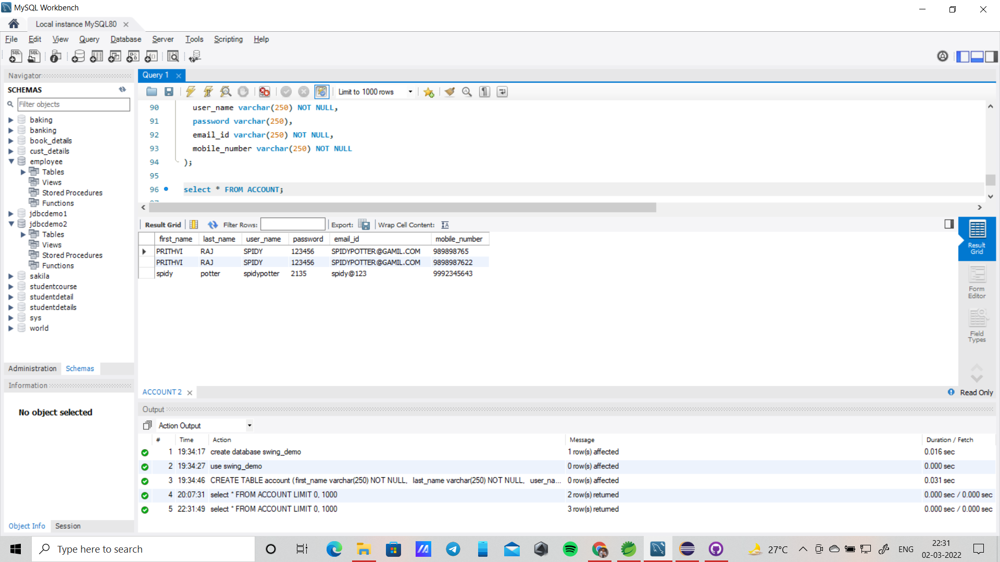 MySQL Workbench
Local instance MySQL80
File Edit View Query Database Server Tools Scripting Help
Navigator
SCHEMAS
Filter objects
baking
banking
book_details
cust_details
employee
Tables
Views
Stored Procedures
Functions
jdbcdemo1
jdbcdemo2
Tables
Views
Stored Procedures
Functions
sakila
studentcourse
studentdetail
studentdetails
sys
world
Administration Schemas
Information
No object selected
Object Info Session
Query 1
Limit to 1000 rows
90 user_name varchar(250) NOT NULL,
91 password varchar(250),
92 email_id varchar(250) NOT NULL,
93 mobile_number varchar(250) NOT NULL
94 );
95
96 select * FROM ACCOUNT;
Result Grid Filter Rows: Export: Wrap Cell Content:
first_name last_name user_name password email_id mobile_number
PRITHVI RAJ SPIDY 123456 SPIDYPOTTER@GAMIL.COM 989898765
PRITHVI RAJ SPIDY 123456 SPIDYPOTTER@GAMIL.COM 9898987622
spidy potter spidypotter 2135 spidy@123 9992345643
Result
Grid
Form
Editor
Field
Types
ACCOUNT 2
Read Only
Output
Action Output
# Time Action Message Duration / Fetch
1 19:34:17 create database swing_demo 1 row(s) affected 0.016 sec
2 19:34:27 use swing_demo 0 row(s) affected 0.000 sec
3 19:34:46 CREATE TABLE account ( first_name varchar(250) NOT NULL, last_name varchar(250) NOT NULL, user_na... 0 row(s) affected 0.031 sec
4 20:07:31 select * FROM ACCOUNT LIMIT 0, 1000 2 row(s) returned 0.000 sec / 0.000 sec
5 22:31:49 select * FROM ACCOUNT LIMIT 0, 1000 3 row(s) returned 0.000 sec / 0.000 sec
Type here to search
27°C
ENG
22:31
02-03-2022